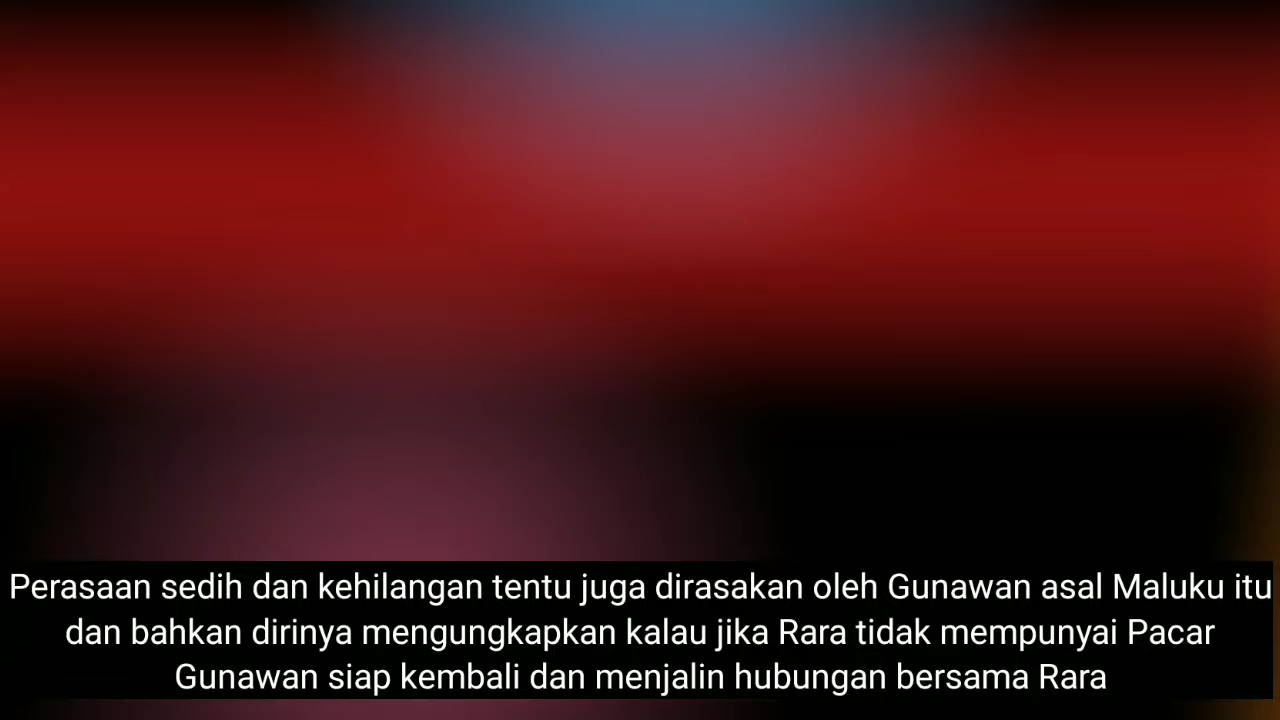 Perasaan sedih dan kehilangan tentu juga dirasakan oleh Gunawan asal Maluku itu
dan bahkan dirinya mengungkapkan kalau jika Rara tidak mempunyai Pacar
Gunawan siap kembali dan menjalin hubungan bersama Rara